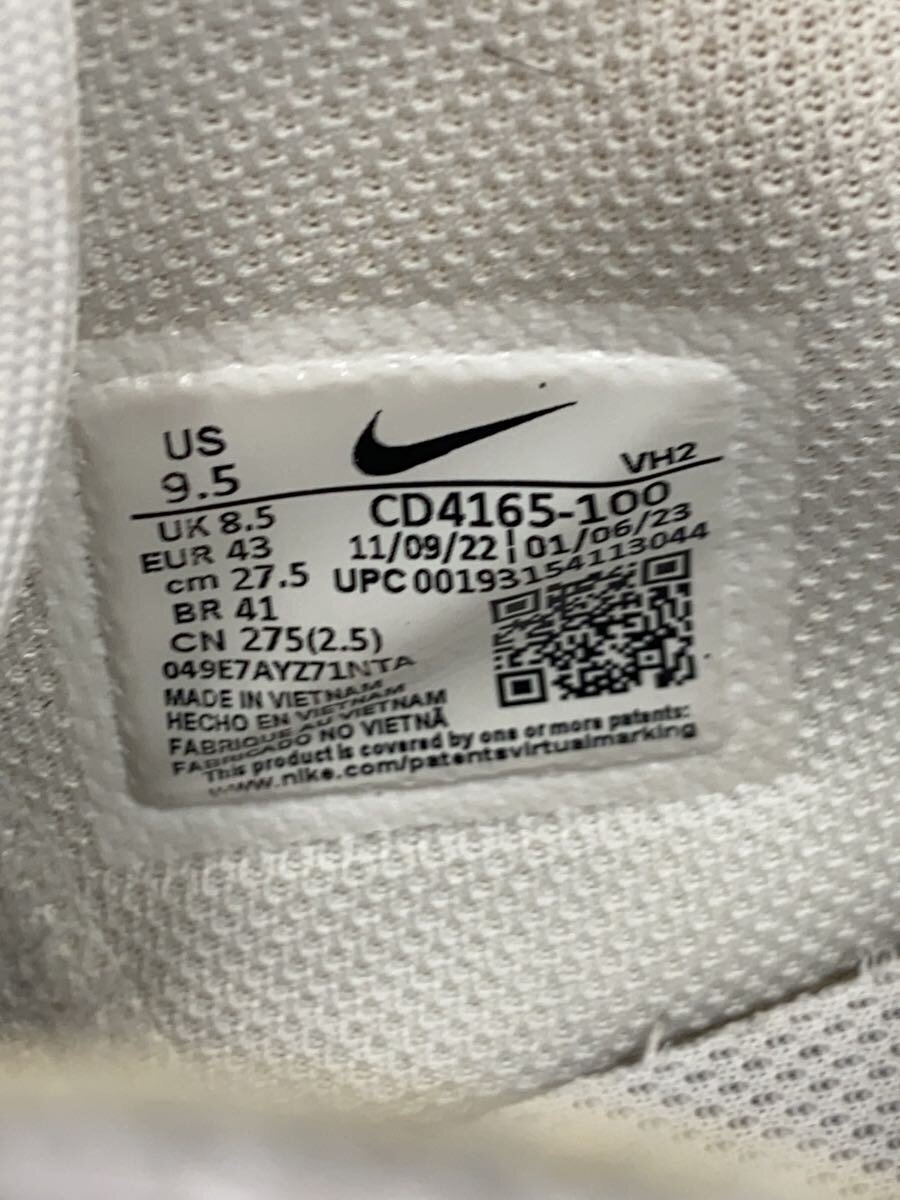 US
9.5
VH2
UK 8.5
EUR 43
cm 27.5
BR 41
CN 275(2.5)
CD4165-100
11/09/22 | 01/06/23
UPC 00193154113044
049E7AYZ71NTA
MADE IN VIETNAM
HECHO EN VIETNAM
FABRIQUE AU VIETNAM
FABRICADO NO VIETNÃ
This product is covered by one or more patents:
www.nike.com/patentsvirtualmarking